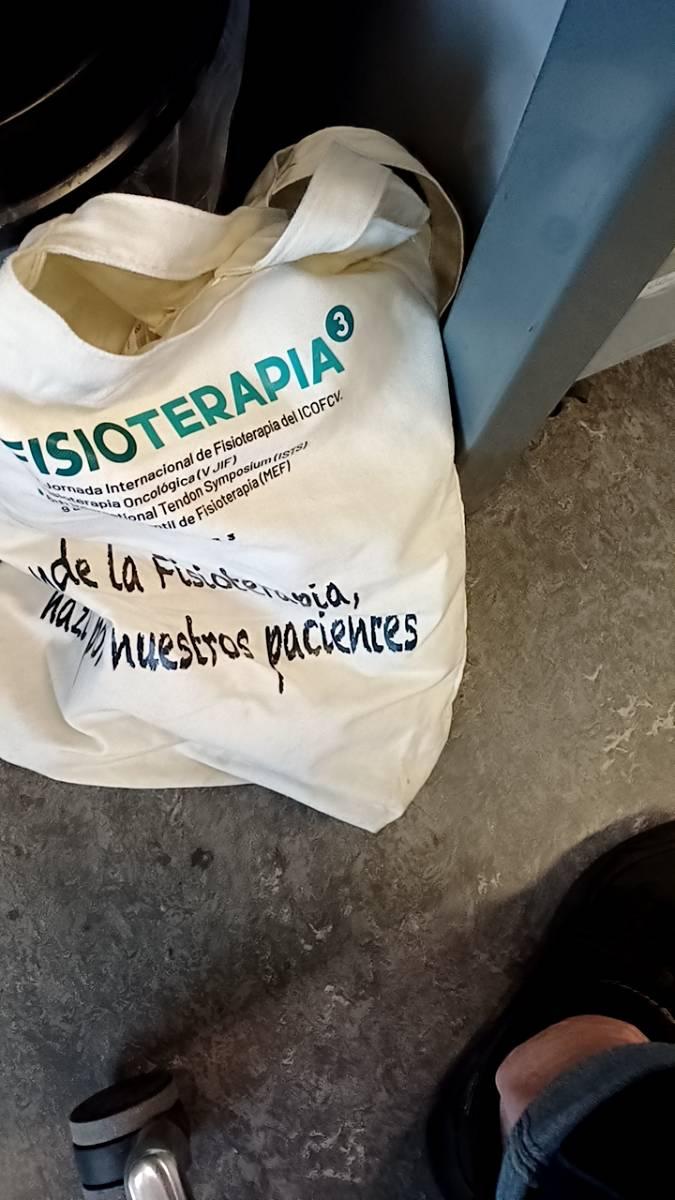 FISIOTERAPIA 3
Jornada Internacional de Fisioterapia del ICOFCV.
Fisioterapia Oncológica (V JIF)
Tendon Symposium (ISTS)
de Fisioterapia (MEF)
de la Fisioterapia,
nuestros pacientes